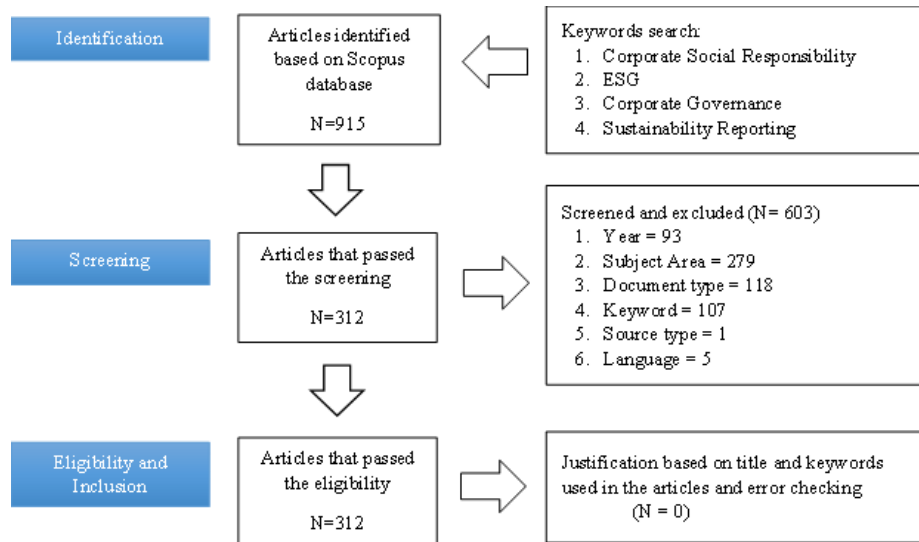 Identification
Articles identified
based on Scopus
database
N=915
Keywords search:
1. Corporate Social Responsibility
2. ESG
3. Corporate Governance
4. Sustainability Reporting
Screening
Articles that passed
the screening
N=312
Screened and excluded (N= 603)
1. Year = 93
2. Subject Area = 279
3. Document type = 118
4. Keyword = 107
5. Source type = 1
6. Language = 5
Eligibility and
Inclusion
Articles that passed
the eligibility
N=312
Justification based on title and keywords
used in the articles and error checking
(N = 0)